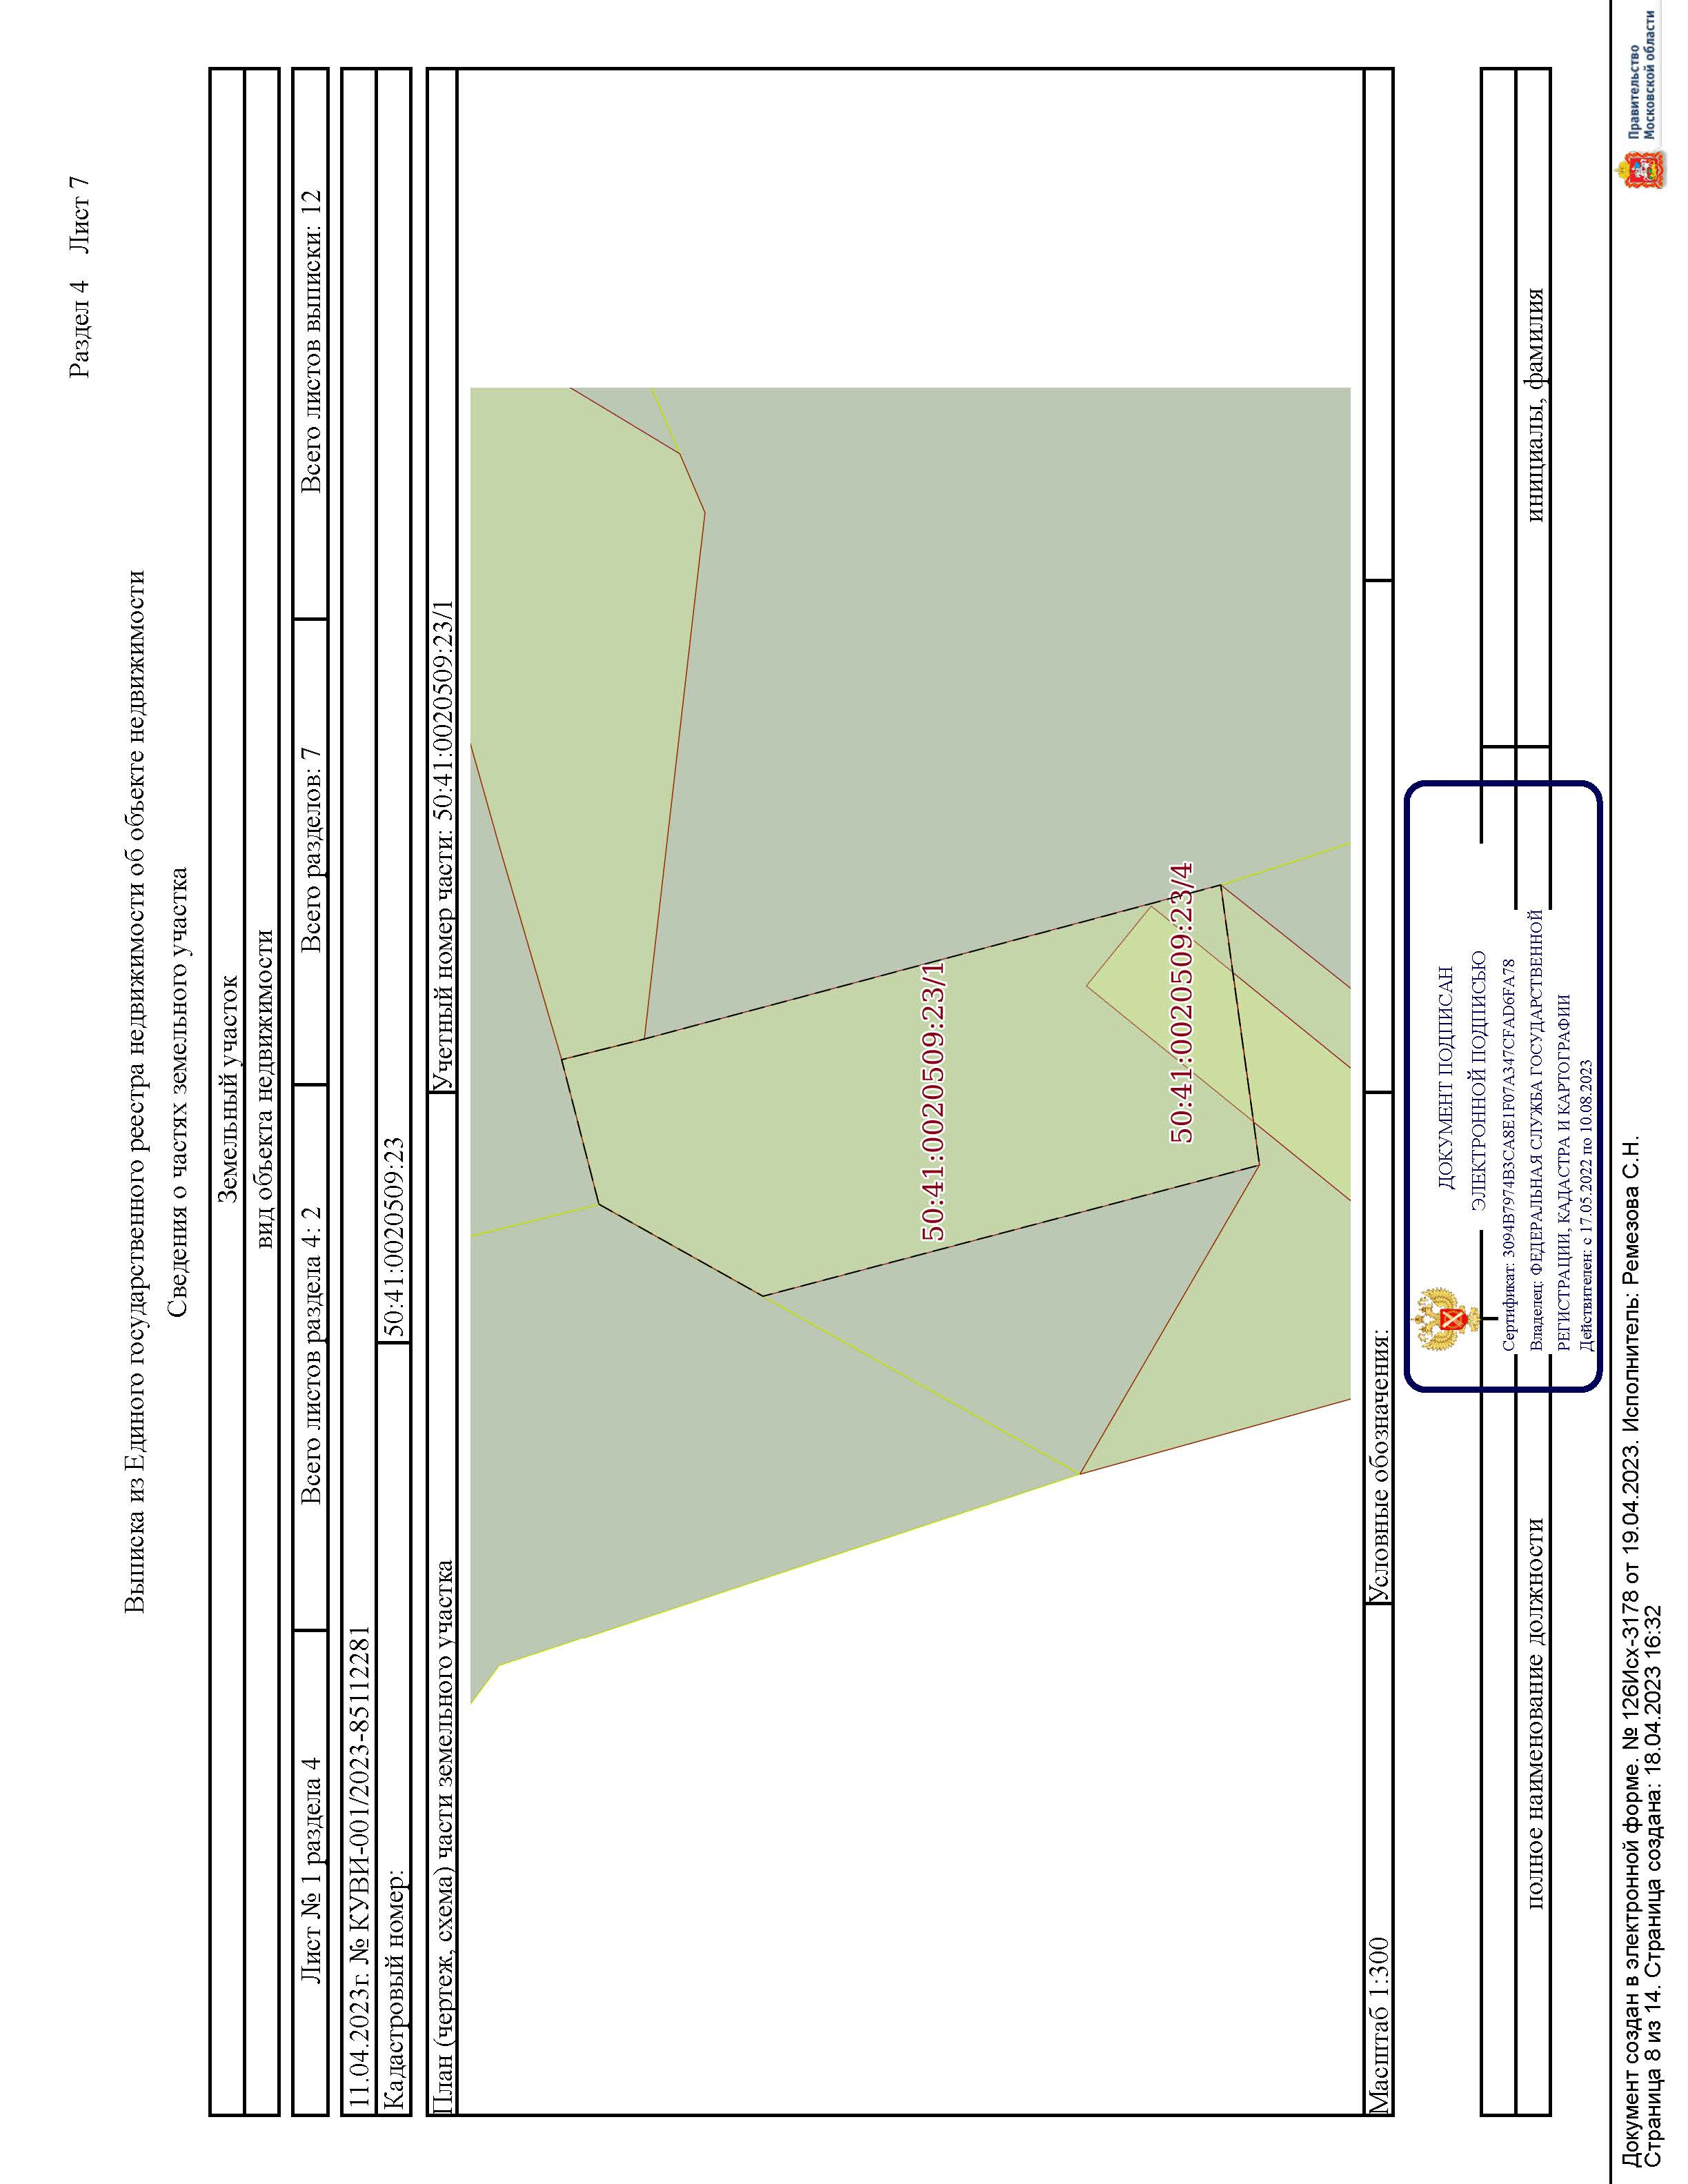 Раздел 4 Лист 7
Выписка из Единого государственного реестра недвижимости об объекте недвижимости
Сведения о частях земельного участка
Земельный участок
вид объекта недвижимости
Лист № 1 раздела 4 Всего листов раздела 4: 2 Всего разделов: 7 Всего листов выписки: 12
11.04.2023г. № КУВИ-001/2023-85112281
Кадастровый номер: 50:41:0020509:23
План (чертеж, схема) части земельного участка Учетный номер части: 50:41:0020509:23/1
50:41:0020509:23/1
50:41:0020509:23/4
Масштаб 1:300 Условные обозначения:
ДОКУМЕНТ ПОДПИСАН
ЭЛЕКТРОННОЙ ПОДПИСЬЮ
Сертификат: 3094B7974B3CA8E1F07A347CFAD6FA78
Владелец: ФЕДЕРАЛЬНАЯ СЛУЖБА ГОСУДАРСТВЕННОЙ
РЕГИСТРАЦИИ, КАДАСТРА И КАРТОГРАФИИ
Действителен: с 17.05.2022 по 10.08.2023
полное наименование должности инициалы, фамилия
Документ создан в электронной форме. № 126Исх-3178 от 19.04.2023. Исполнитель: Ремезова С.Н.
Страница 8 из 14. Страница создана: 18.04.2023 16:32
Правительство
Московской области